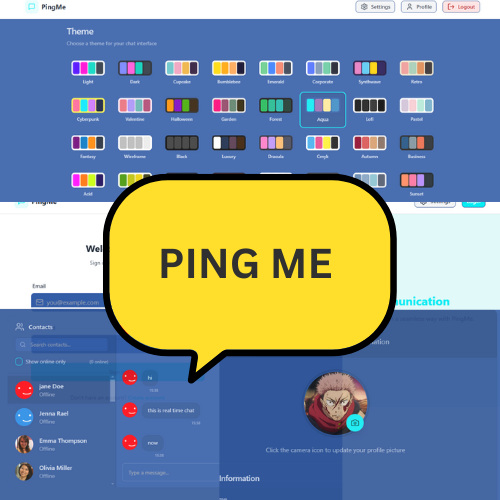 PingMe
Settings
Profile
Logout
Theme
Choose a theme for your chat interface
Light
Dark
Cupcake
Bumblebee
Emerald
Corporate
Synthwave
Retro
Cyberpunk
Valentine
Halloween
Garden
Forest
Aqua
Lofi
Pastel
Fantasy
Wireframe
Black
Luxury
Dracula
Cmyk
Autumn
Business
Acid
Sunset
PingMe
Settings
Wel
Sign
PING ME
Email
you@example.com
unication
Contacts
Search contacts...
Show online only
Jane Doe
Offline
Jenna Rael
Offline
Emma Thompson
Offline
Olivia Miller
Offline
hi
this is real time chat
now
Type a message..
Click the camera icon to update your profile picture
Information